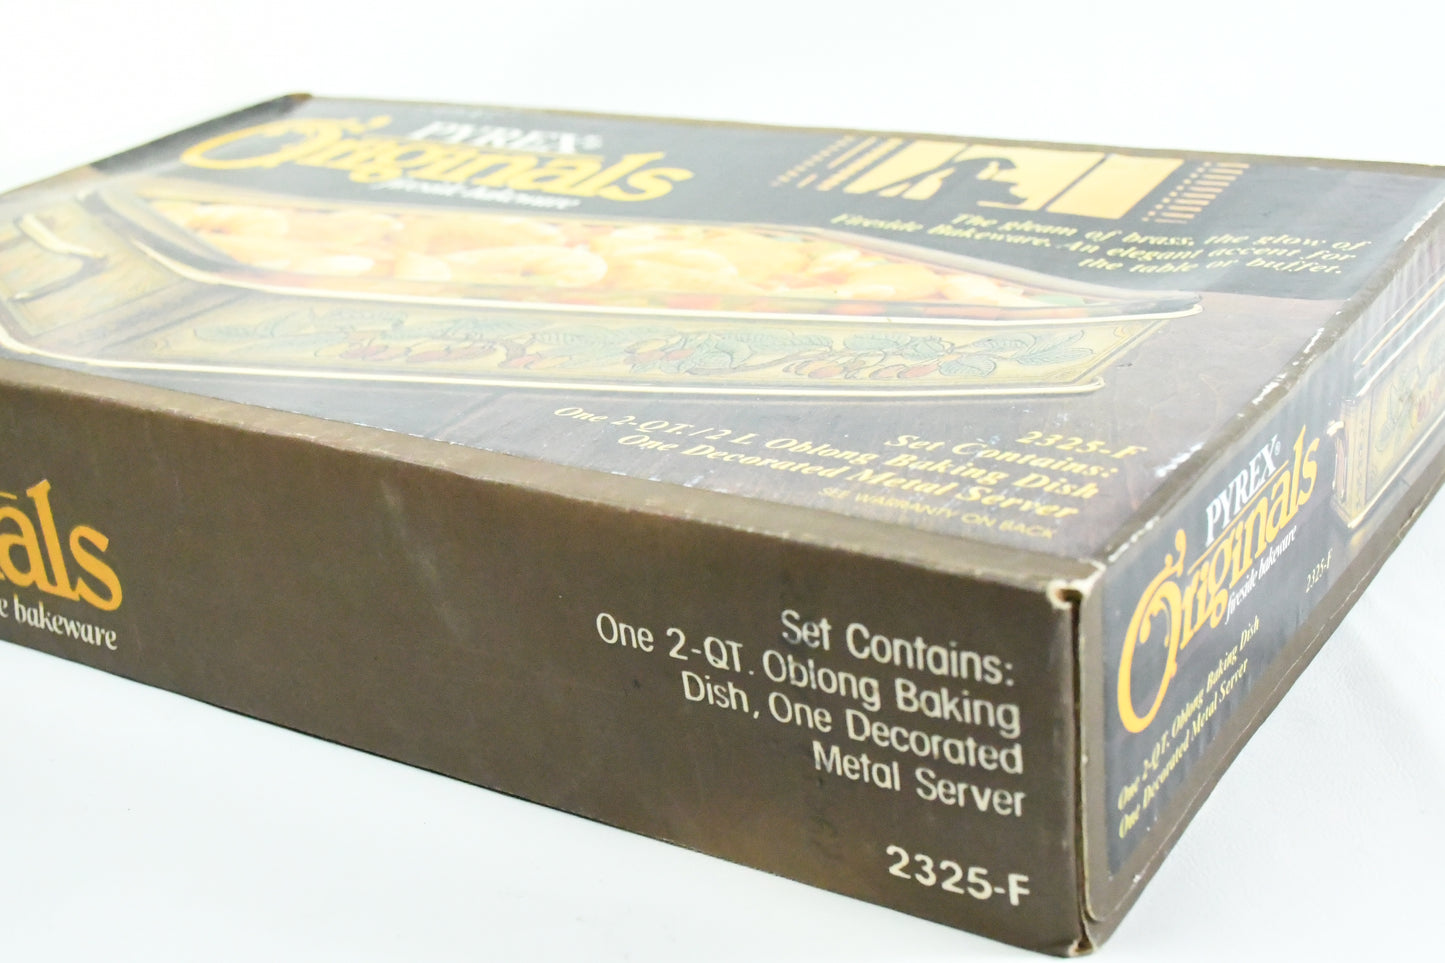 PYREX®
Originals
fireside bakeware
The gleam of brass, the glow of
Fireside Bakeware. An elegant accent for
the table or buffet.
2325-F
Set Contains:
One 2-QT./2 L Oblong Baking Dish
One Decorated Metal Server
SEE WARRANTY ON BACK
als
e bakeware
Set Contains:
One 2-QT. Oblong Baking
Dish, One Decorated
Metal Server
2325-F
PYREX®
Originals
fireside bakeware
2325-F
One 2-QT. Oblong Baking Dish
One Decorated Metal Server